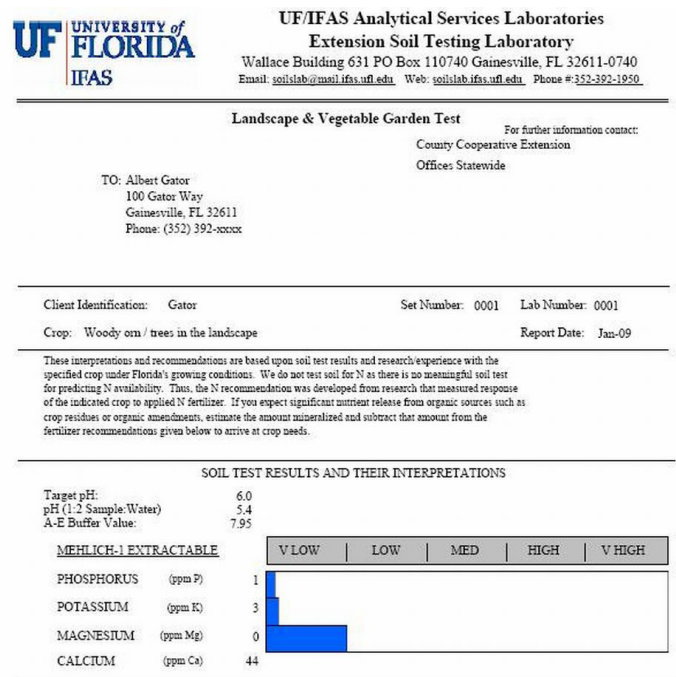 UF UNIVERSITY of
FLORIDA
IFAS
UF/IFAS Analytical Services Laboratories
Extension Soil Testing Laboratory
Wallace Building 631 PO Box 110740 Gainesville, FL 32611-0740
Email: soilslab@mail.ifas.ufl.edu Web: soilslab.ifas.ufl.edu Phone #:352-392-1950
Landscape & Vegetable Garden Test
For further information contact:
County Cooperative Extension
Offices Statewide
TO: Albert Gator
100 Gator Way
Gainesville, FL 32611
Phone: (352) 392-xxxx
Client Identification: Gator Set Number: 0001 Lab Number: 0001
Crop: Woody orn / trees in the landscape Report Date: Jan-09
These interpretations and recommendations are based upon soil test results and research/experience with the
specified crop under Florida's growing conditions. We do not test soil for N as there is no meaningful soil test
for predicting N availability. Thus, the N recommendation was developed from research that measured response
of the indicated crop to applied N fertilizer. If you expect significant nutrient release from organic sources such as
crop residues or organic amendments, estimate the amount mineralized and subtract that amount from the
fertilizer recommendations given below to arrive at crop needs.
SOIL TEST RESULTS AND THEIR INTERPRETATIONS
Target pH: 6.0
pH (1:2 Sample:Water) 5.4
A-E Buffer Value: 7.95
MEHLICH-1 EXTRACTABLE V LOW | LOW | MED | HIGH | V HIGH
PHOSPHORUS (ppm P) 1
POTASSIUM (ppm K) 3
MAGNESIUM (ppm Mg) 0
CALCIUM (ppm Ca) 44